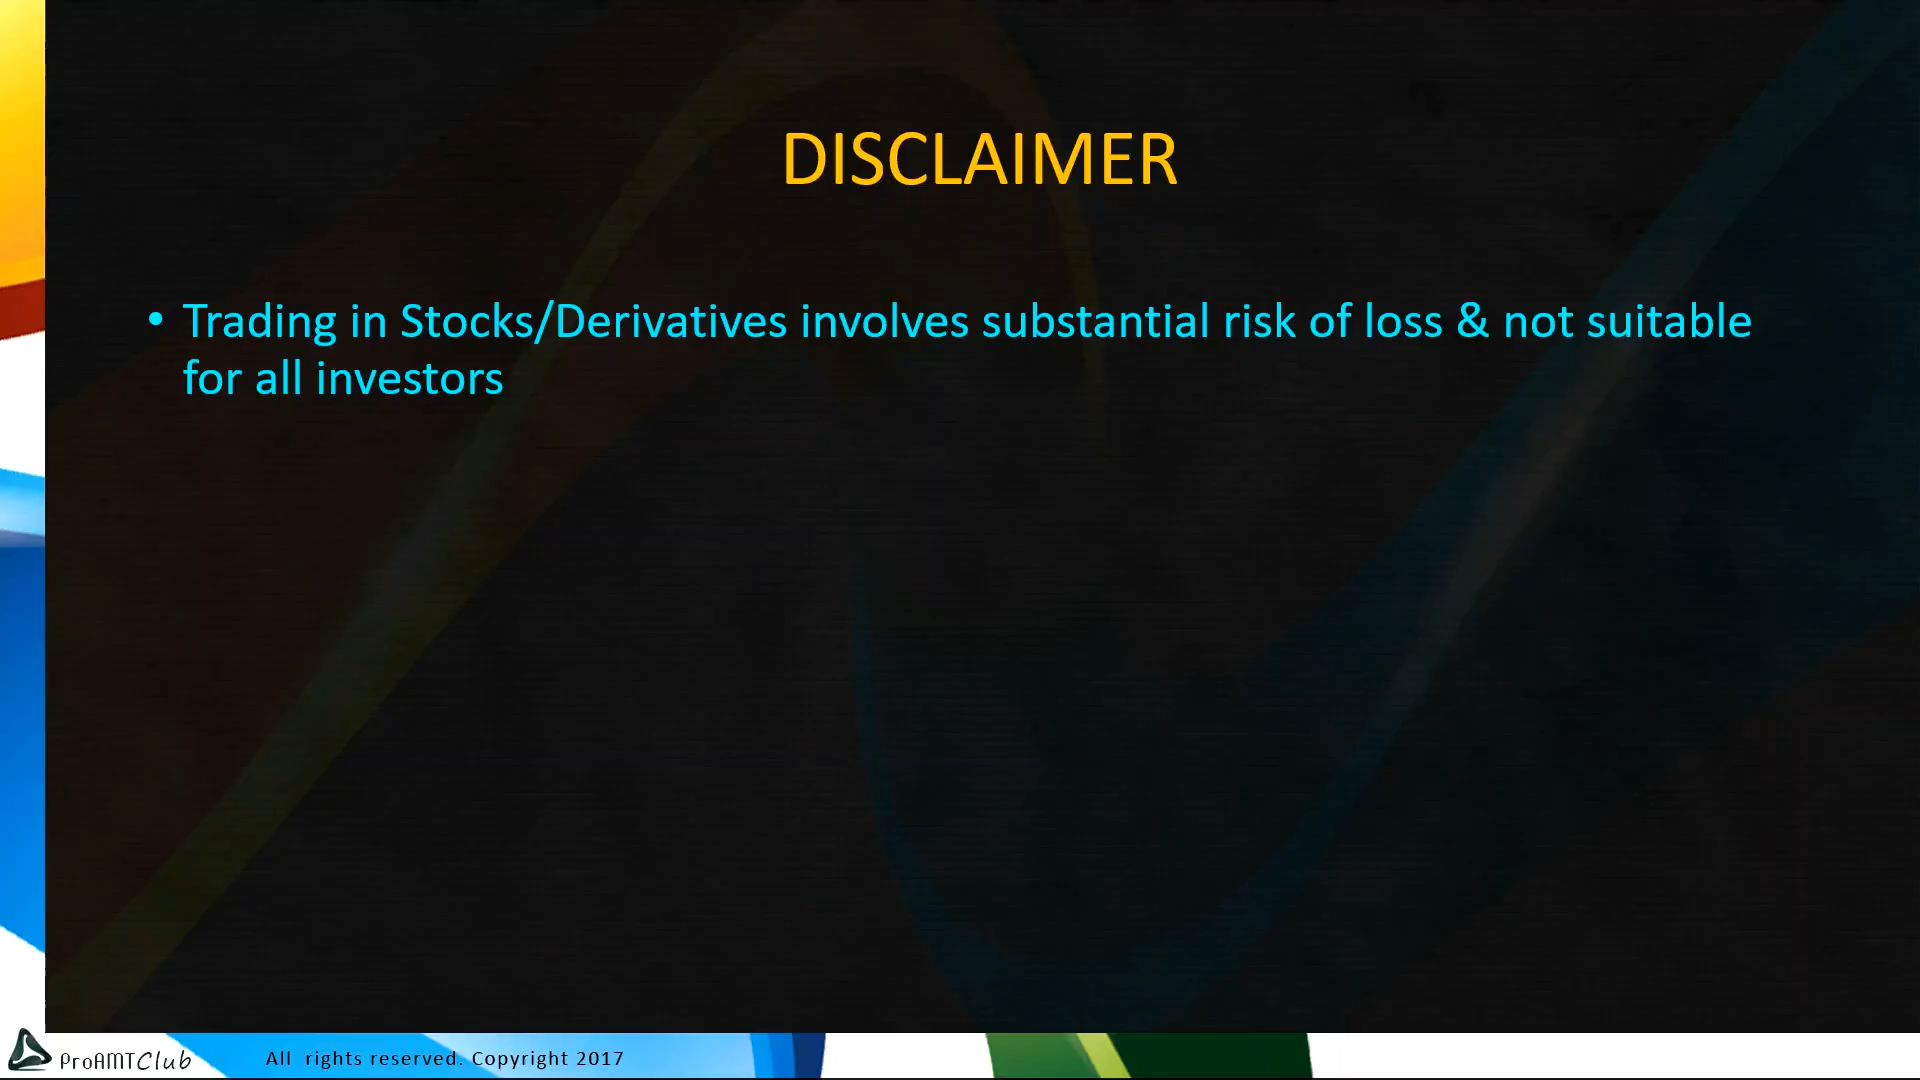 DISCLAIMER
• Trading in Stocks/Derivatives involves substantial risk of loss & not suitable
for all investors
ProAMTClub
All rights reserved. Copyright 2017